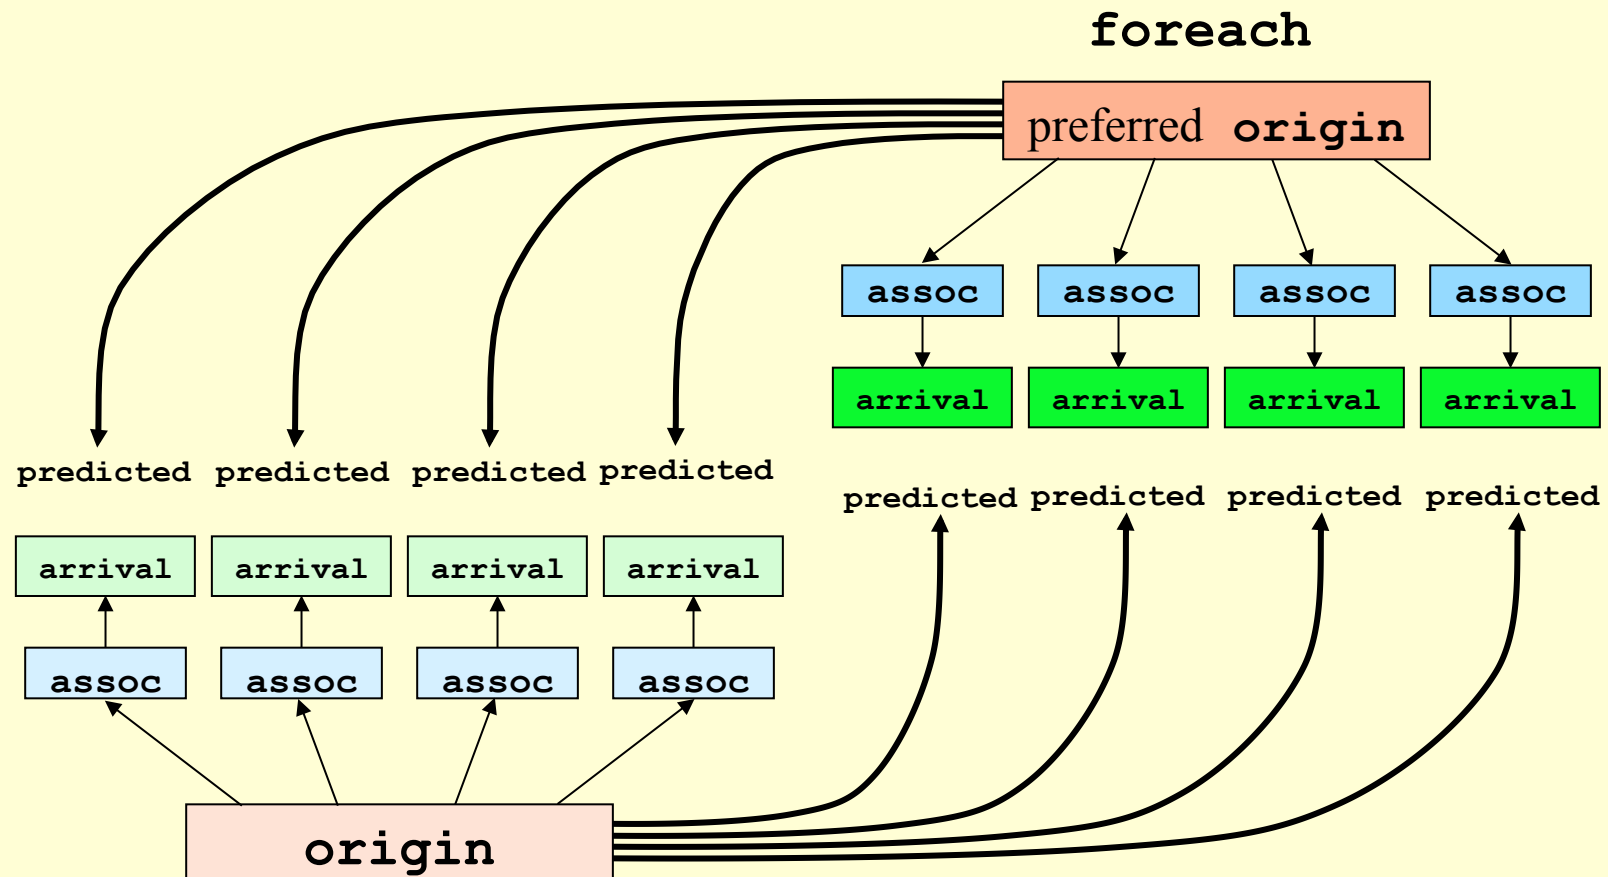 foreach
preferred origin
assoc assoc assoc assoc
arrival arrival arrival arrival
predicted predicted predicted predicted
predicted predicted predicted predicted
arrival arrival arrival arrival
assoc assoc assoc assoc
origin